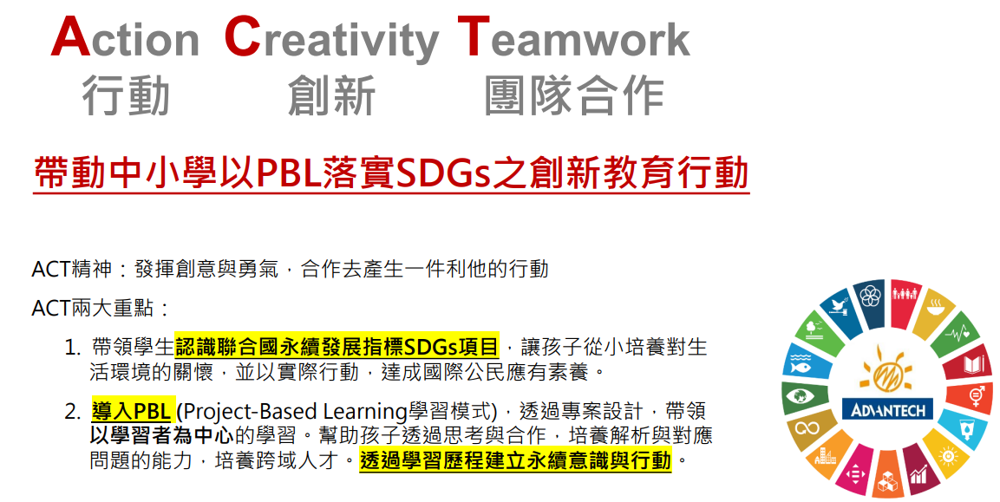 Action Creativity Teamwork
行動 創新 團隊合作
帶動中小學以PBL落實SDGs之創新教育行動
ACT精神：發揮創意與勇氣，合作去產生一件利他的行動
ACT兩大重點：
1. 帶領學生認識聯合國永續發展指標SDGs項目，讓孩子從小培養對生
活環境的關懷，並以實際行動，達成國際公民應有素養。
2. 導入PBL (Project-Based Learning學習模式)，透過專案設計，帶領
以學習者為中心的學習。幫助孩子透過思考與合作，培養解析與對應
問題的能力，培養跨域人才。透過學習歷程建立永續意識與行動。
ADVANTECH